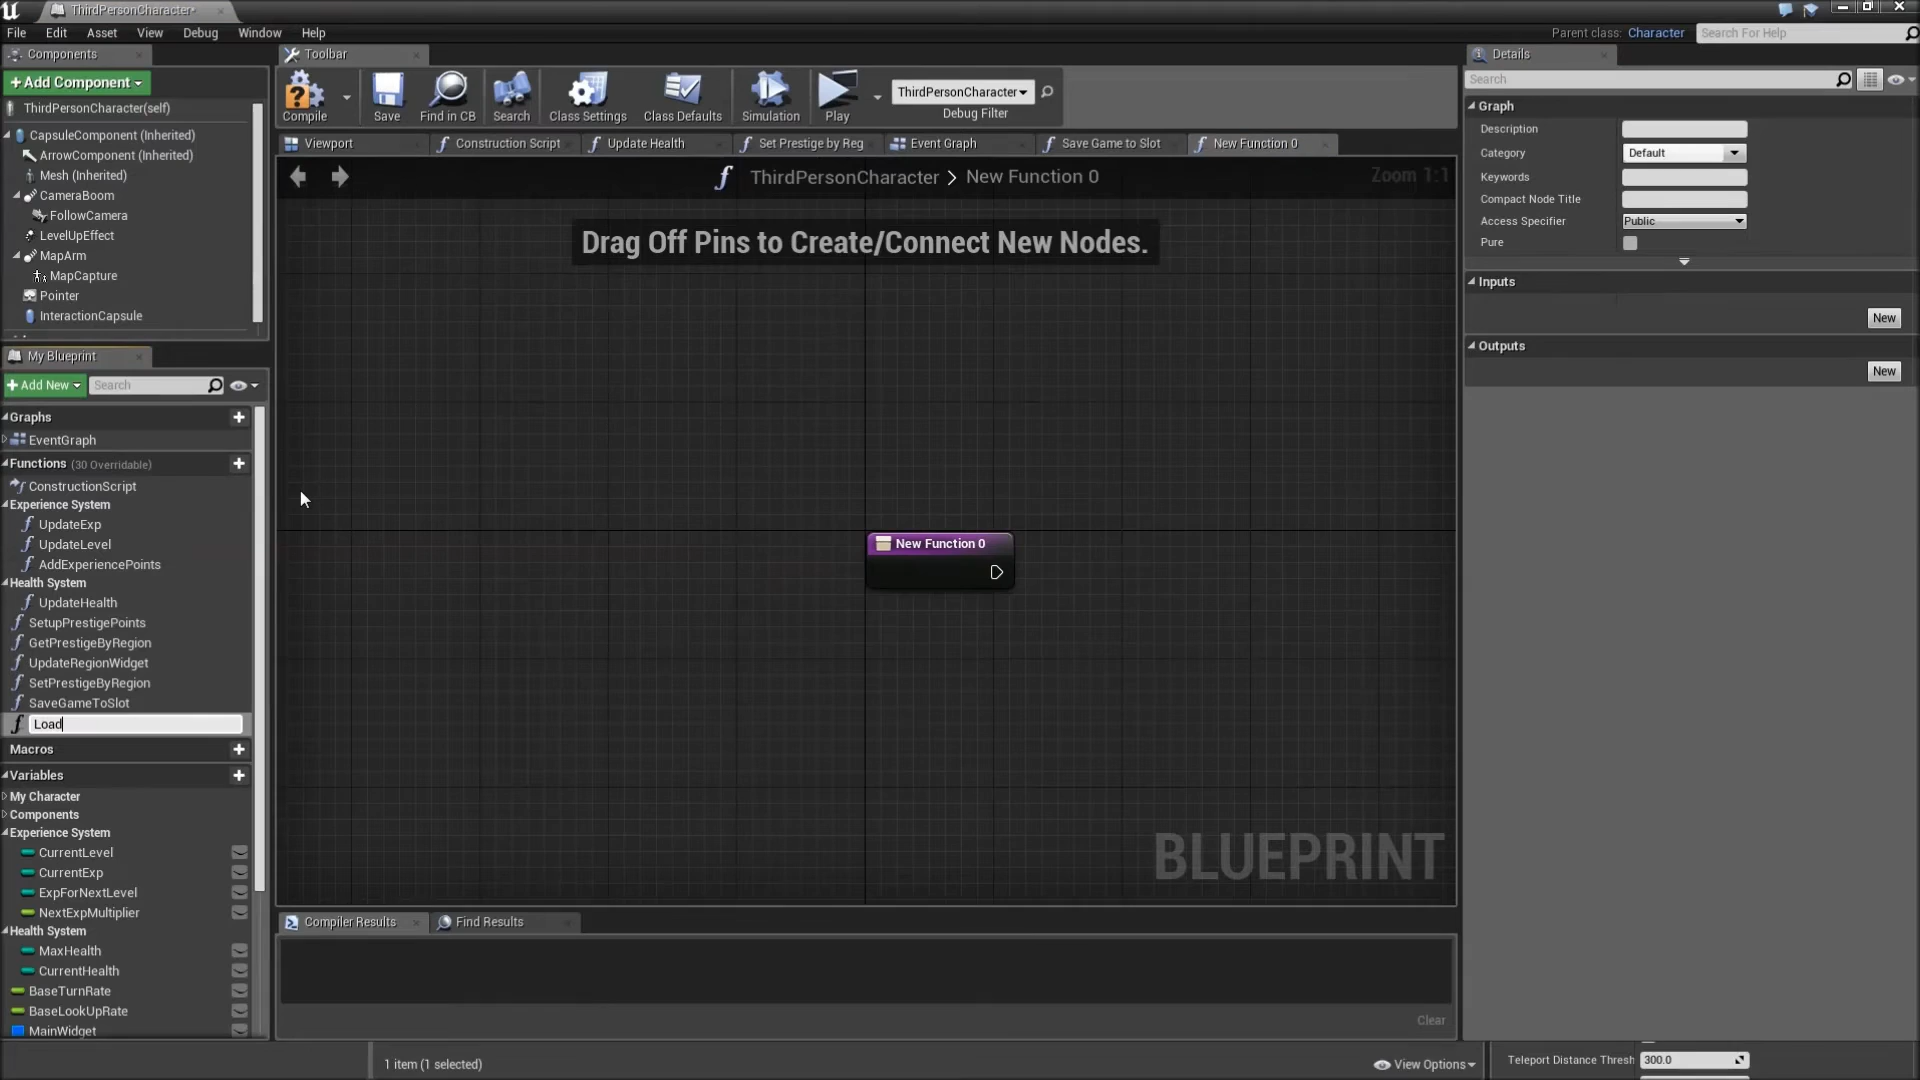 ThirdPersonCharacter*
File Edit Asset View Debug Window Help
Parent class: Character Search For Help
Components
Toolbar
Details
+Add Component
ThirdPersonCharacter(self)
CapsuleComponent (Inherited)
ArrowComponent (Inherited)
Mesh (Inherited)
CameraBoom
FollowCamera
LevelUpEffect
MapArm
MapCapture
Pointer
InteractionCapsule
Compile Save Find in CB Search Class Settings Class Defaults Simulation Play
ThirdPersonCharacter
Debug Filter
Viewport Construction Script Update Health Set Prestige by Reg Event Graph Save Game to Slot New Function 0
ThirdPersonCharacter > New Function 0
Zoom 1:1
Drag Off Pins to Create/Connect New Nodes.
New Function 0
BLUEPRINT
My Blueprint
+Add New Search
Graphs
EventGraph
Functions (30 Overridable)
ConstructionScript
Experience System
UpdateExp
UpdateLevel
AddExperiencePoints
Health System
UpdateHealth
SetupPrestigePoints
GetPrestigeByRegion
UpdateRegionWidget
SetPrestigeByRegion
SaveGameToSlot
Load
Macros
Variables
My Character
Components
Experience System
CurrentLevel
CurrentExp
ExpForNextLevel
NextExpMultiplier
Health System
MaxHealth
CurrentHealth
BaseTurnRate
BaseLookUpRate
MainWidget
Compiler Results Find Results
Clear
1 item (1 selected)
View Options
Search
Graph
Description
Category Default
Keywords
Compact Node Title
Access Specifier Public
Pure
Inputs
New
Outputs
New
Teleport Distance Thresh 300.0